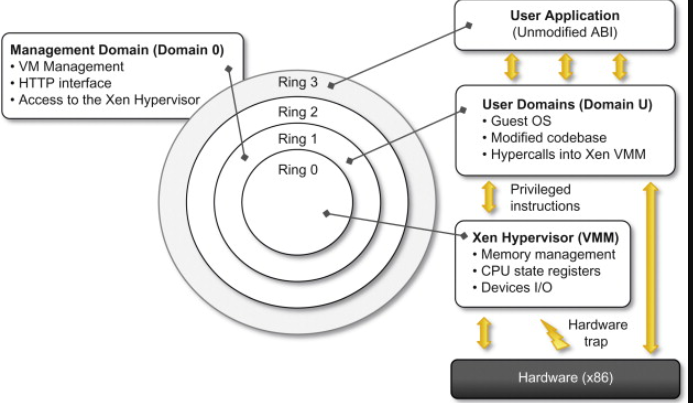 Management Domain (Domain 0)
• VM Management
• HTTP interface
• Access to the Xen Hypervisor
Ring 3
Ring 2
Ring 1
Ring 0
User Application
(Unmodified ABI)
User Domains (Domain U)
• Guest OS
• Modified codebase
• Hypercalls into Xen VMM
Privileged
instructions
Xen Hypervisor (VMM)
• Memory management
• CPU state registers
• Devices I/O
Hardware
trap
Hardware (x86)